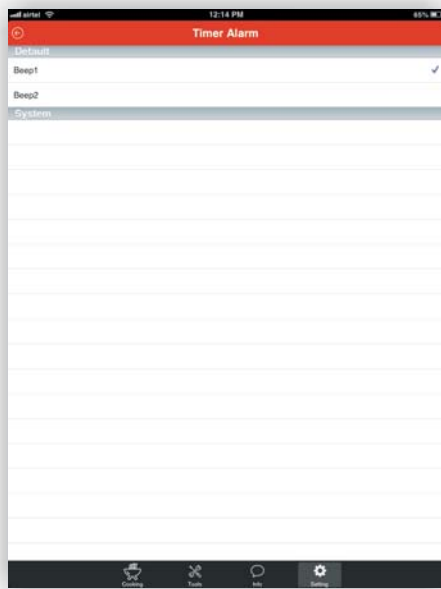 airtel 12:14 PM 65%
Timer Alarm
Default
Beep1
Beep2
System
Cooking Tools Info Setting